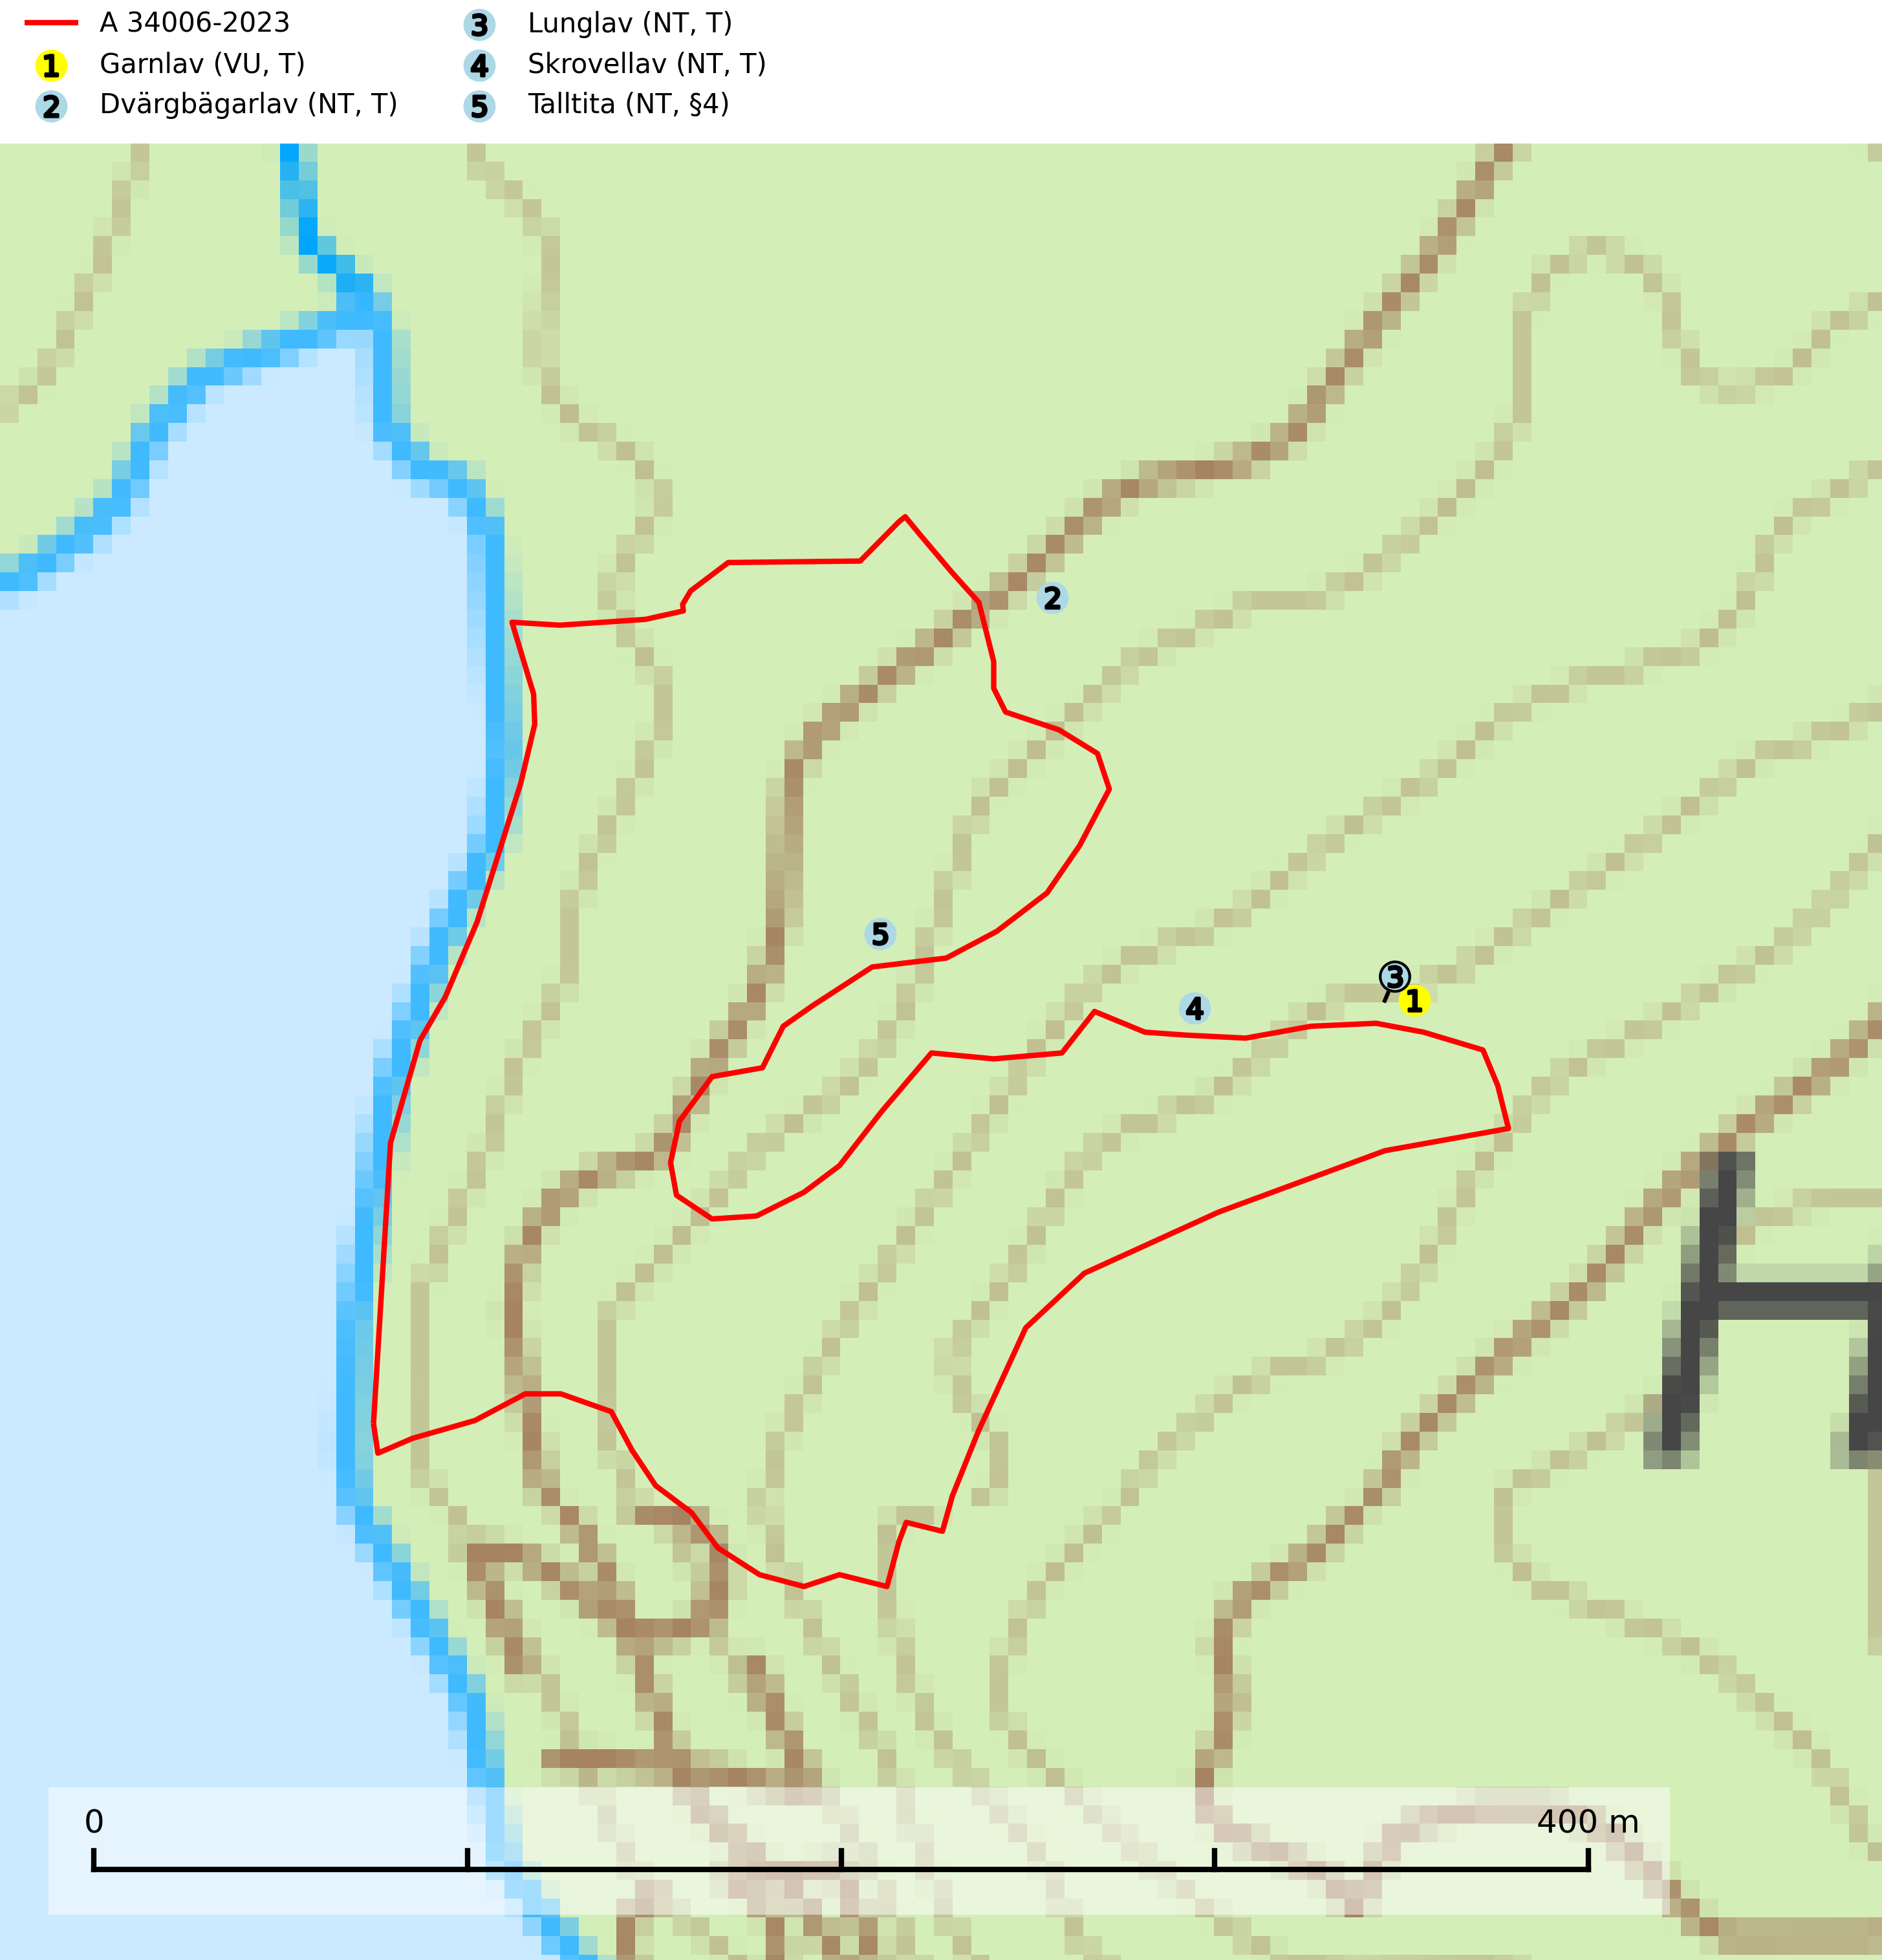 A 34006-2023
1 Garnlav (VU, T)
2 Dvärgbägarlav (NT, T)
3 Lunglav (NT, T)
4 Skrovellav (NT, T)
5 Talltita (NT, §4)
2
5
3
1
4
0 400 m